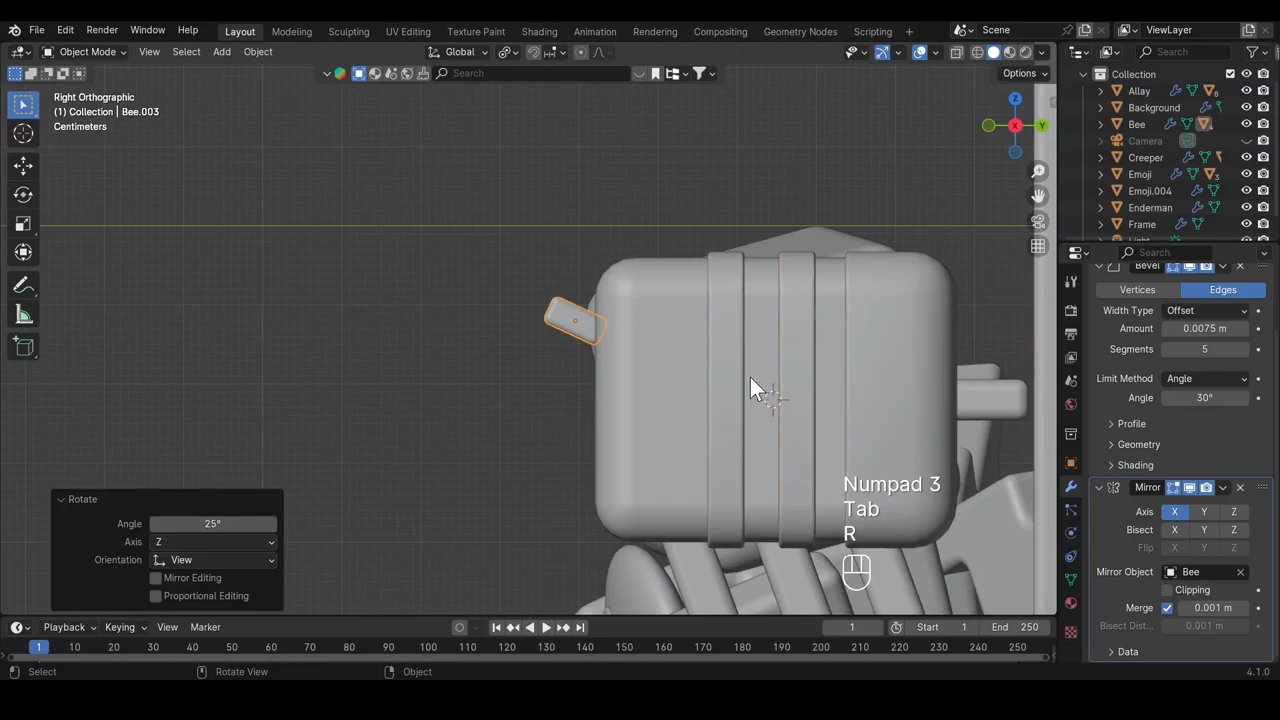 File Edit Render Window Help Layout Modeling Sculpting UV Editing Texture Paint Shading Animation Rendering Compositing Geometry Nodes Scripting Scene ViewLayer
Object Mode View Select Add Object Global Search
Search Options
Right Orthographic
(1) Collection | Bee.003
Centimeters
Z
X
Y
Collection
Allay 8
Background
Bee
Camera
Creeper
Emoji 3
Emoji.004
Enderman
Frame
Search
Bevel
Vertices Edges
Width Type Offset
Amount 0.0075 m
Segments 5
Limit Method Angle
Angle 30°
Profile
Geometry
Shading
Mirror
Axis X Y Z
Bisect X Y Z
Flip X Y Z
Mirror Object Bee
Clipping
Merge 0.001 m
Bisect Dist... 0.001 m
Data
Numpad 3
Tab
R
Rotate
Angle 25°
Axis Z
Orientation View
Mirror Editing
Proportional Editing
Playback Keying View Marker 1 Start 1 End 250
1 10 20 30 40 50 60 70 80 90 100 110 120 130 140 150 160 170 180 190 200 210 220 230 240 250
Select Rotate View Object 4.1.0